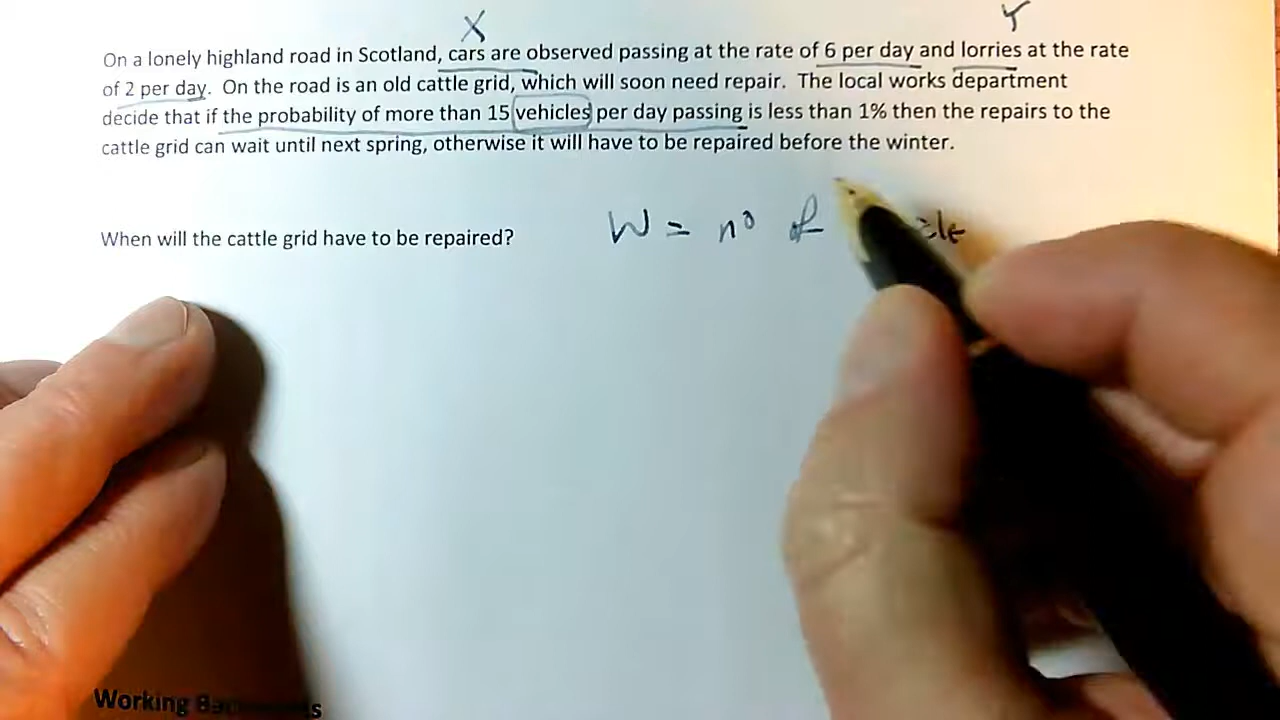 X Y
On a lonely highland road in Scotland, cars are observed passing at the rate of 6 per day and lorries at the rate
of 2 per day. On the road is an old cattle grid, which will soon need repair. The local works department
decide that if the probability of more than 15 vehicles per day passing is less than 1% then the repairs to the
cattle grid can wait until next spring, otherwise it will have to be repaired before the winter.
When will the cattle grid have to be repaired? W = nº of
Working